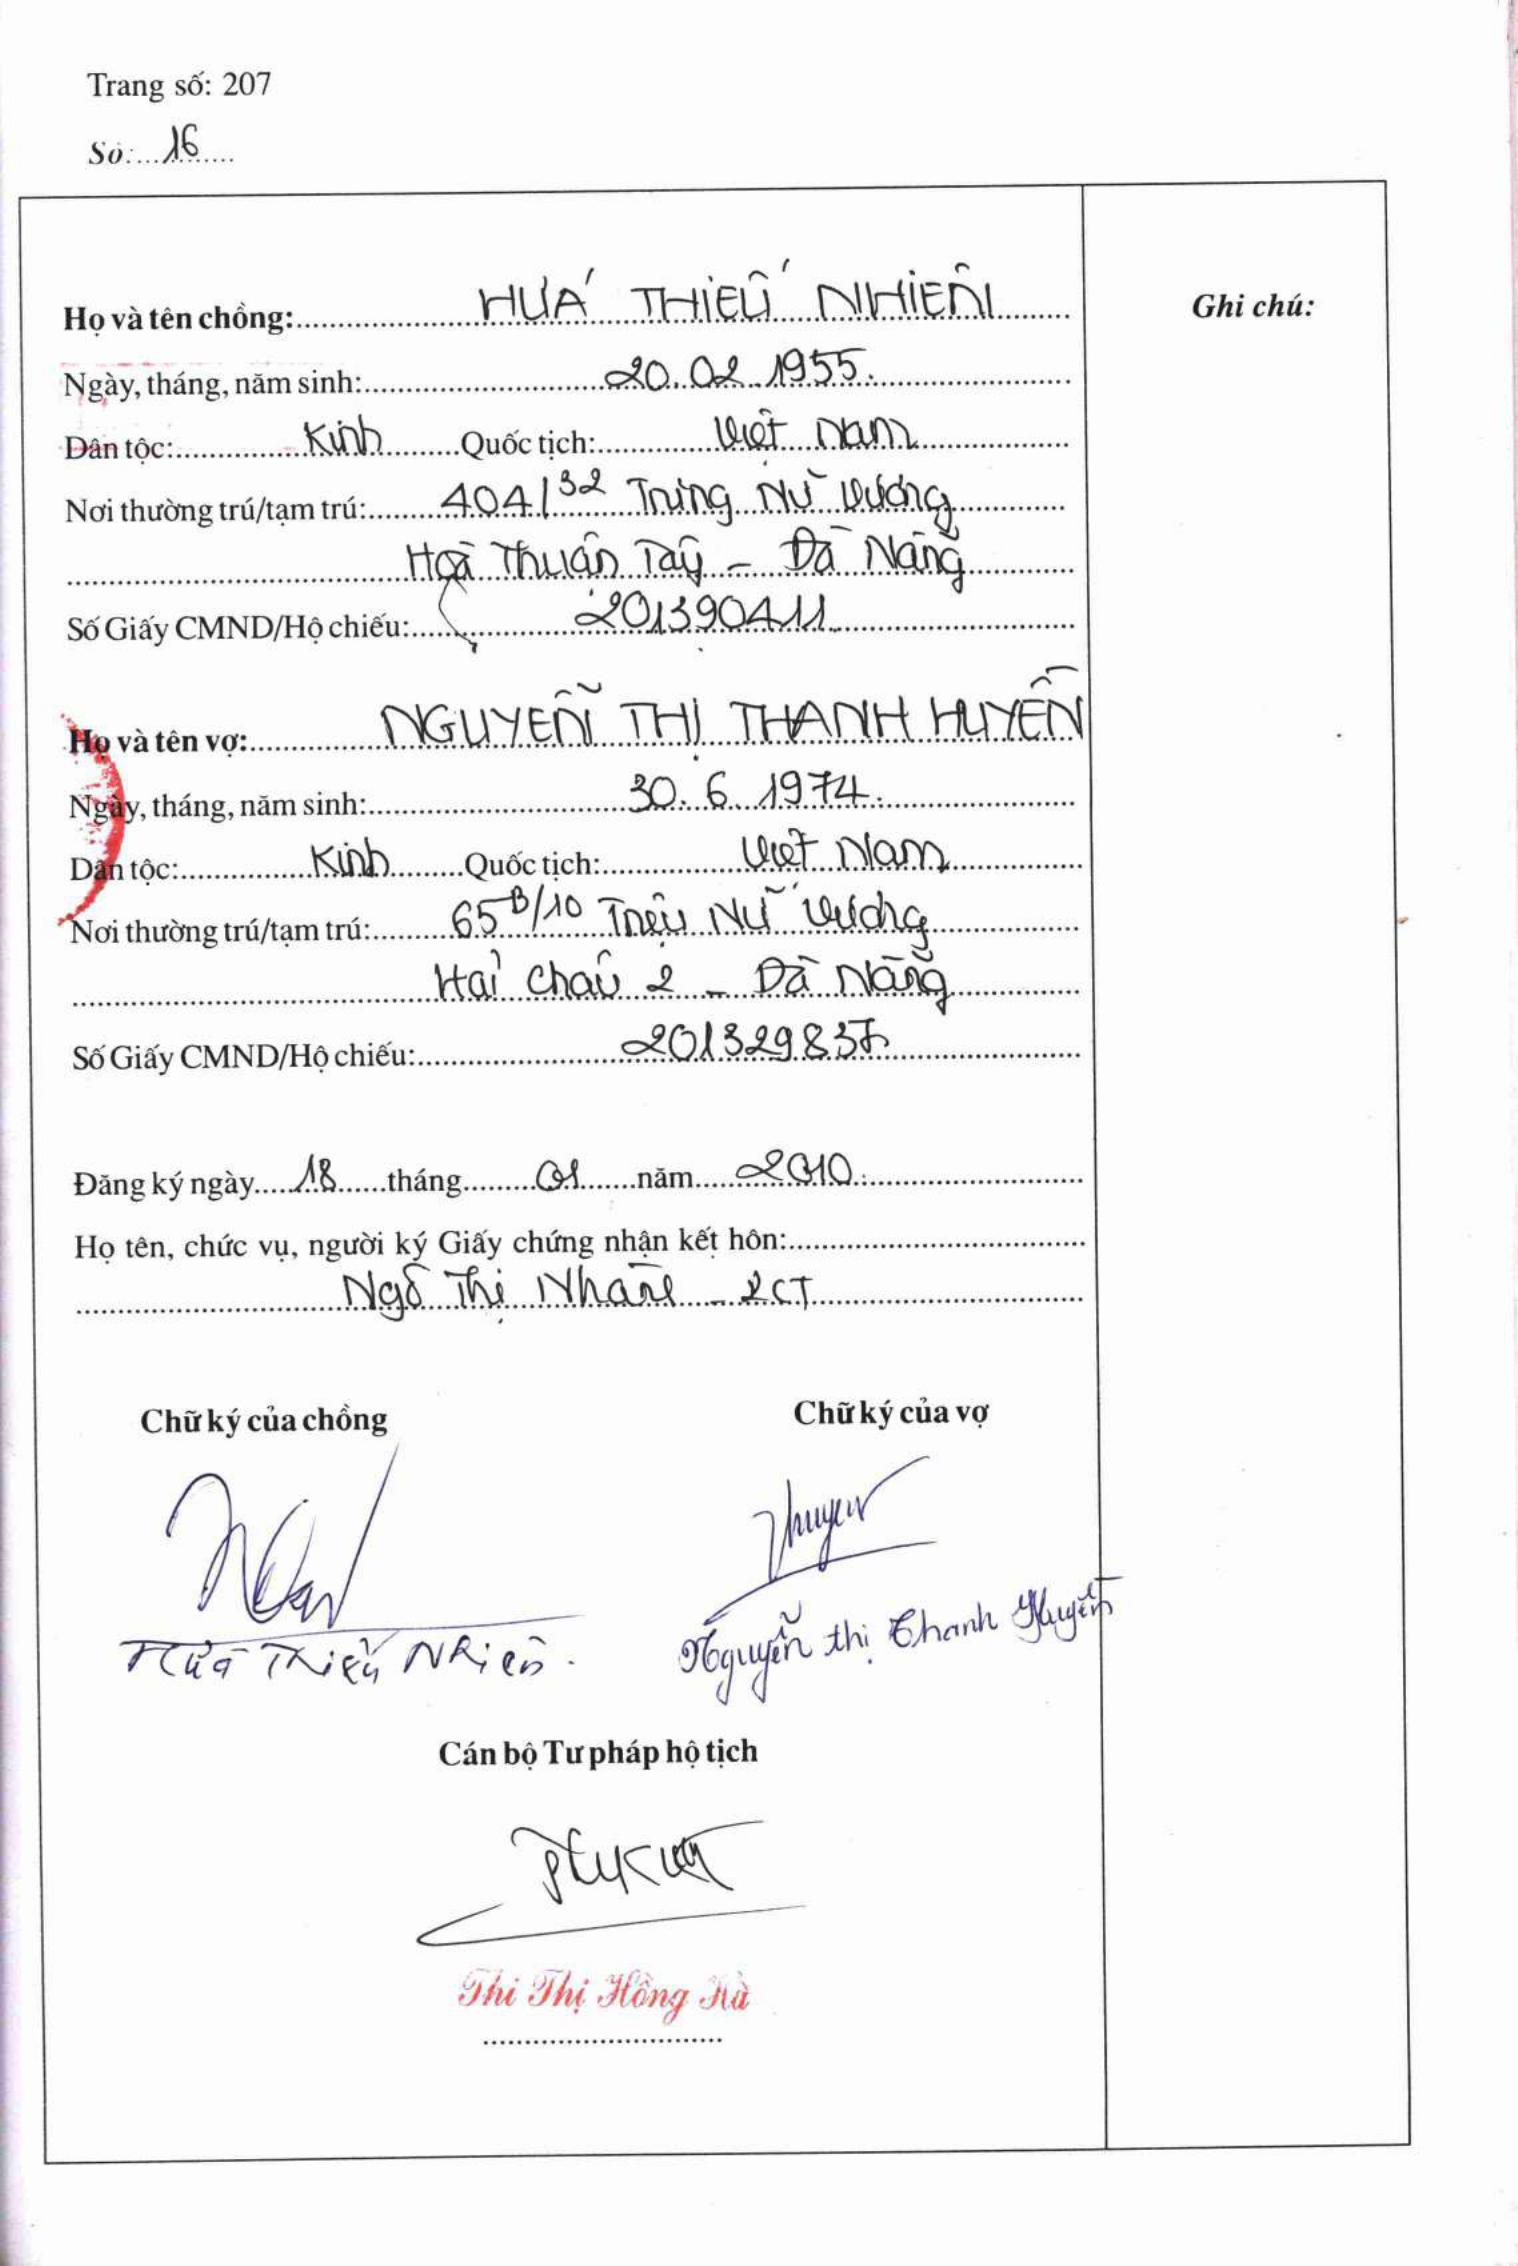 Trang số: 207
Số: 16
Họ và tên chồng: HỨA THIẾU NHIÊN
Ghi chú:
Ngày, tháng, năm sinh: 20.02.1955.
Dân tộc: Kinh Quốc tịch: Việt Nam
Nơi thường trú/tạm trú: 404/32 Trưng Nữ Vương
Hoà Thuận Tây - Đà Nẵng
Số Giấy CMND/Hộ chiếu: 201390411
Họ và tên vợ: NGUYỄN THỊ THANH HUYỀN
Ngày, tháng, năm sinh: 30.6.1974.
Dân tộc: Kinh Quốc tịch: Việt Nam
Nơi thường trú/tạm trú: 65B/10 Triệu Nữ Vương
Hải Châu 2 - Đà Nẵng
Số Giấy CMND/Hộ chiếu: 201329837
Đăng ký ngày 18 tháng 01 năm 2010.
Họ tên, chức vụ, người ký Giấy chứng nhận kết hôn:
Ngô Thị Nhàn - PCT
Chữ ký của chồng Chữ ký của vợ
Huyen
Hứa Thiếu Nhiên. Nguyễn thị Thanh Huyền
Cán bộ Tư pháp hộ tịch
Thi Thị Hồng Hà